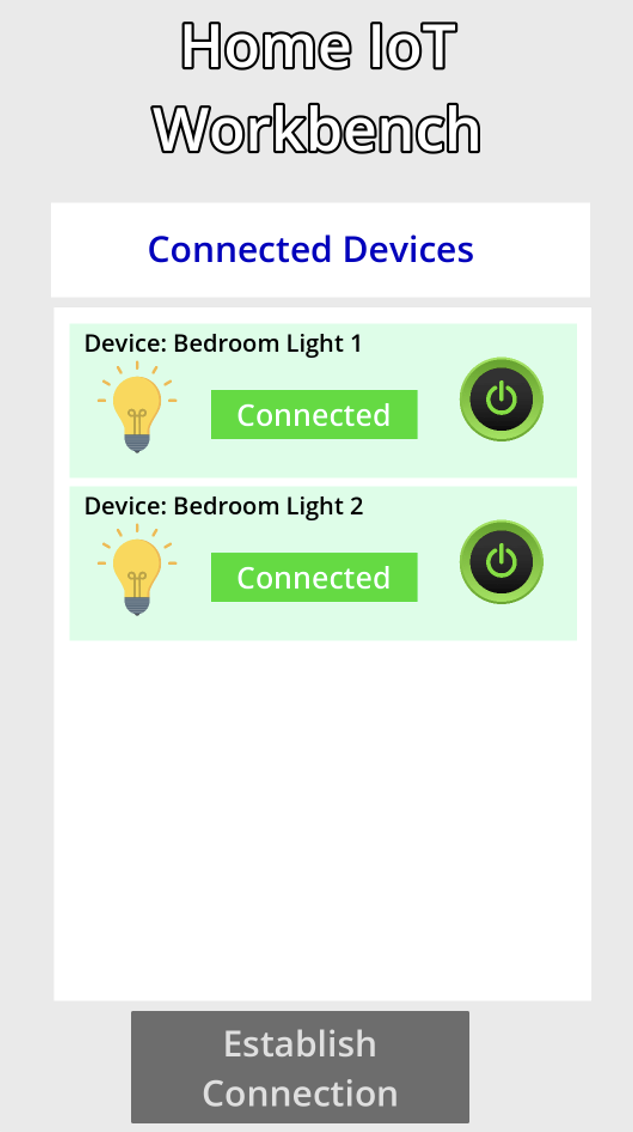 Home IoT
Workbench
Connected Devices
Device: Bedroom Light 1
Connected
Device: Bedroom Light 2
Connected
Establish
Connection